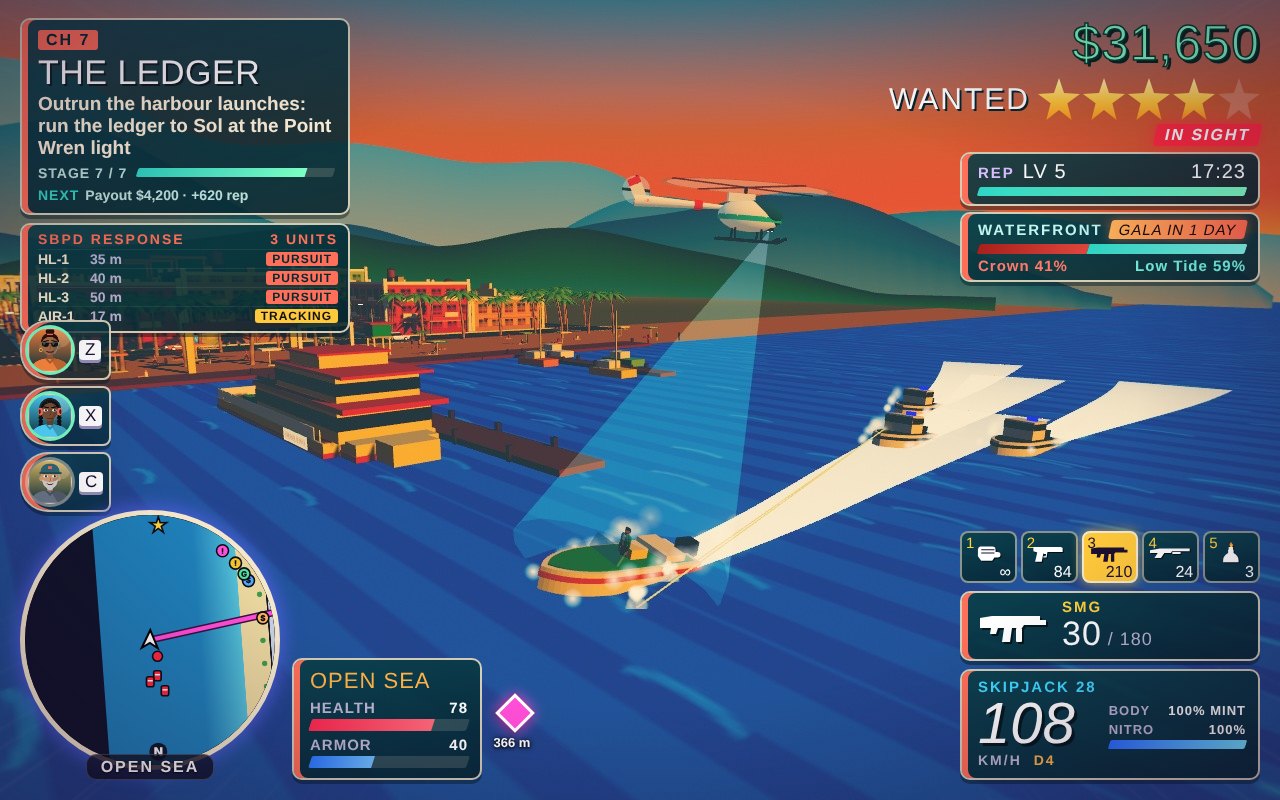 CH 7
THE LEDGER
Outrun the harbour launches:
run the ledger to Sol at the Point
Wren light
STAGE 7 / 7
NEXT Payout $4,200 · +620 rep
SBPD RESPONSE 3 UNITS
HL-1 35 m PURSUIT
HL-2 40 m PURSUIT
HL-3 50 m PURSUIT
AIR-1 17 m TRACKING
Z
X
C
N
OPEN SEA
OPEN SEA
HEALTH 78
ARMOR 40
366 m
$31,650
WANTED
IN SIGHT
REP LV 5 17:23
WATERFRONT GALA IN 1 DAY
Crown 41% Low Tide 59%
1 ∞
2 84
3 210
4 24
5 3
SMG
30 / 180
SKIPJACK 28
108
KM/H D4
BODY 100% MINT
NITRO 100%